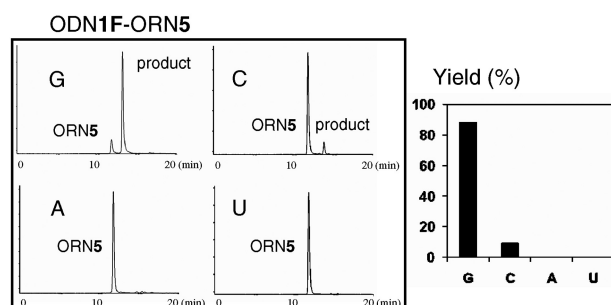 ODN1F-ORN5
G
product
ORN5
0 10 20 (min)
C
ORN5 product
0 10 20 (min)
A
ORN5
0 10 20 (min)
U
ORN5
0 10 20 (min)
Yield (%)
100
80
60
40
20
0
G C A U